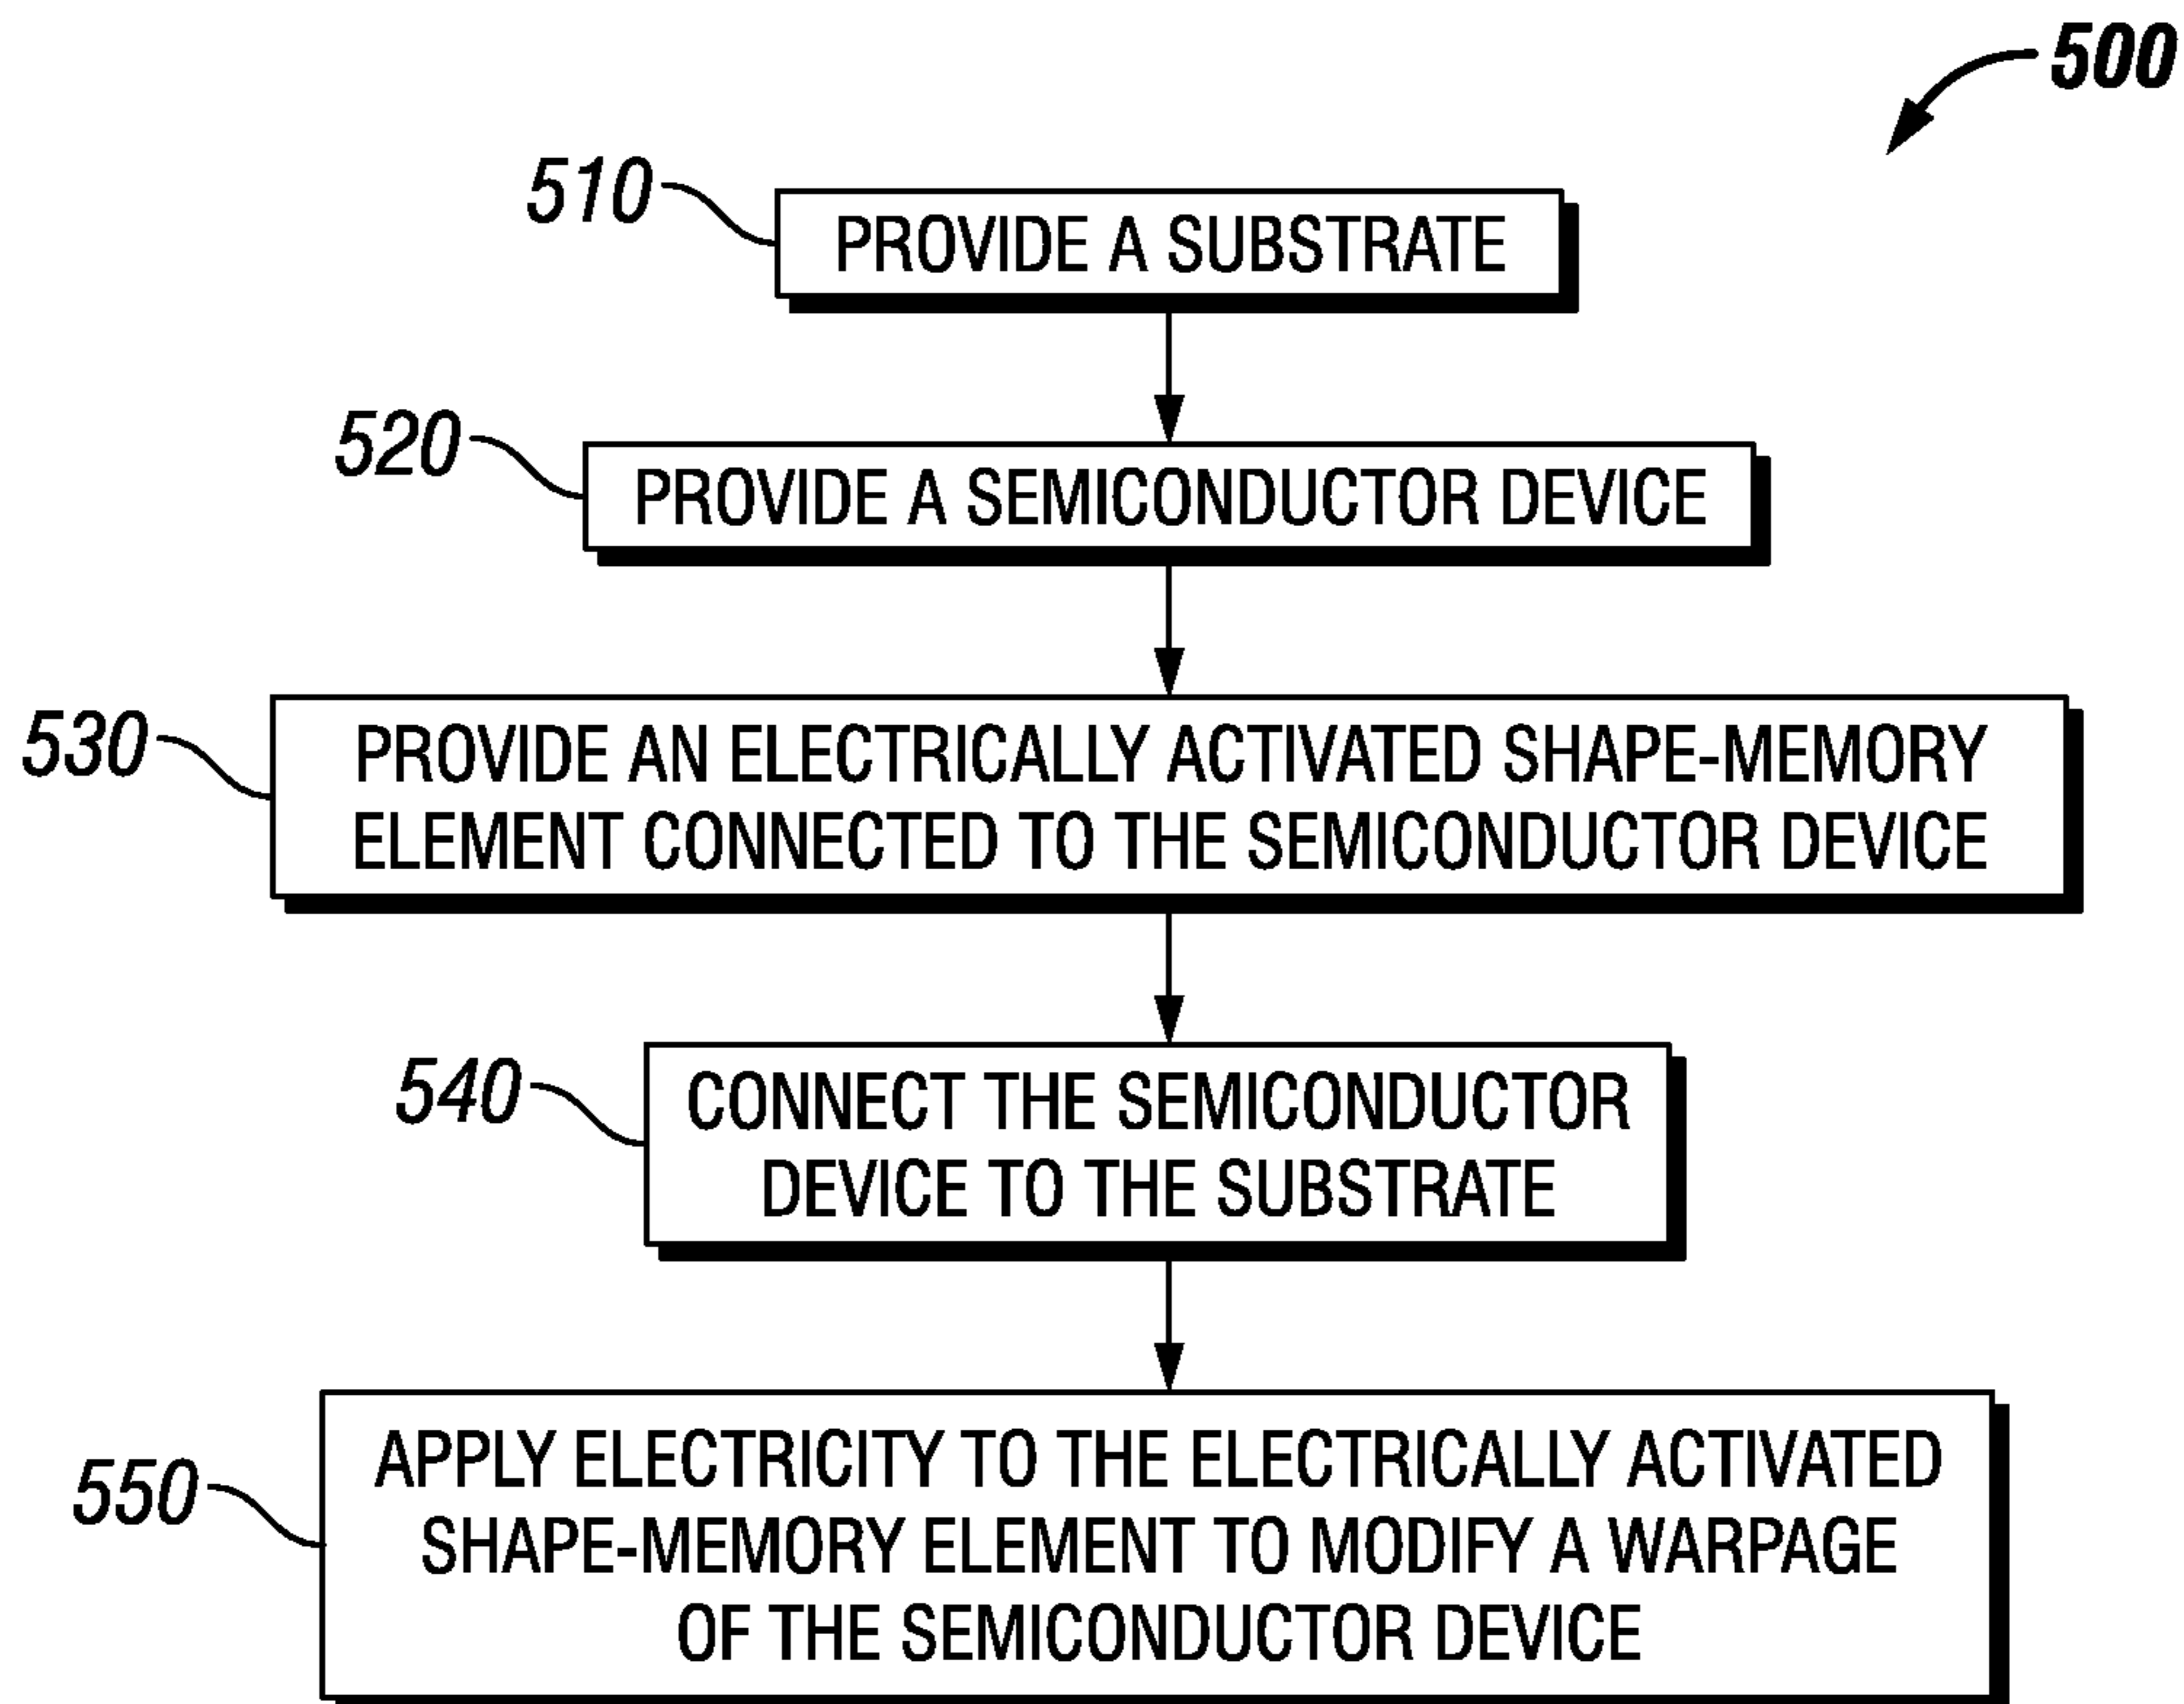 500
510
PROVIDE A SUBSTRATE
520
PROVIDE A SEMICONDUCTOR DEVICE
530
PROVIDE AN ELECTRICALLY ACTIVATED SHAPE-MEMORY
ELEMENT CONNECTED TO THE SEMICONDUCTOR DEVICE
540
CONNECT THE SEMICONDUCTOR
DEVICE TO THE SUBSTRATE
550
APPLY ELECTRICITY TO THE ELECTRICALLY ACTIVATED
SHAPE-MEMORY ELEMENT TO MODIFY A WARPAGE
OF THE SEMICONDUCTOR DEVICE